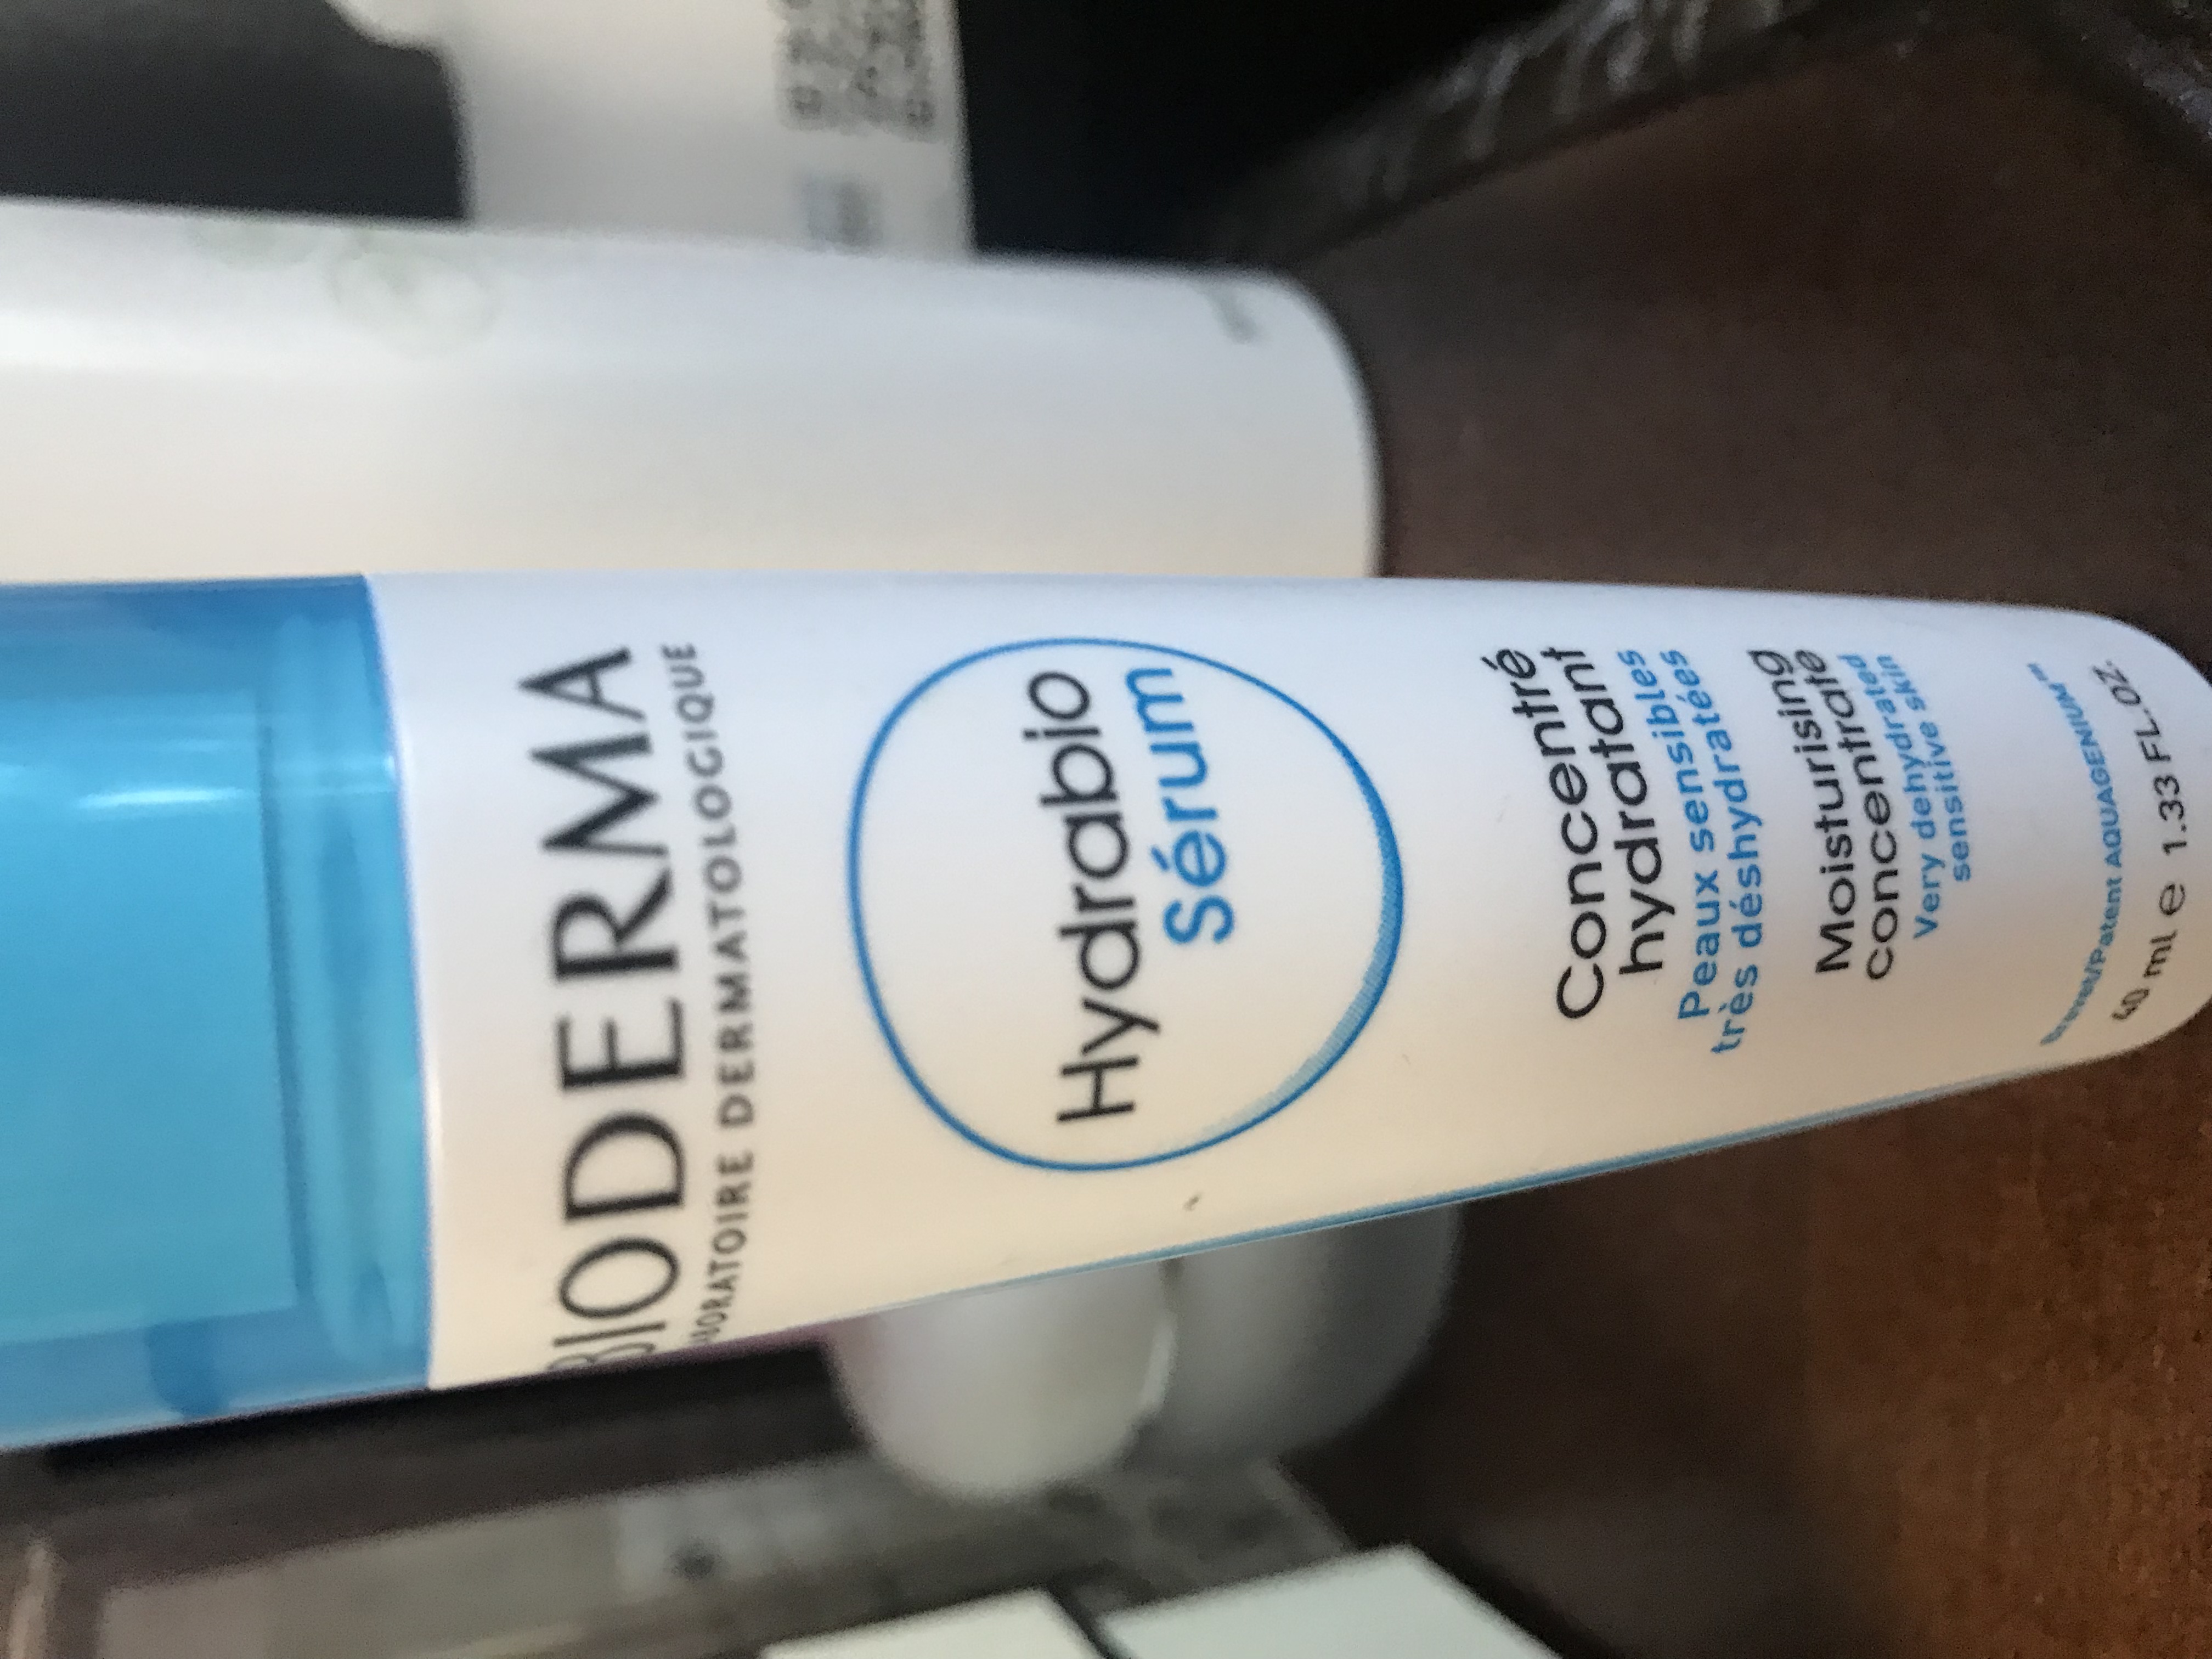 BIODERMA
LABORATOIRE DERMATOLOGIQUE
Hydrabio
Sérum
Concentré
hydratant
Peaux sensibles
très déshydratées
Moisturising
concentrate
Very dehydrated
sensitive skin
Brevet/Patent AQUAGENIUM™
40 ml e 1.33 FL.OZ.